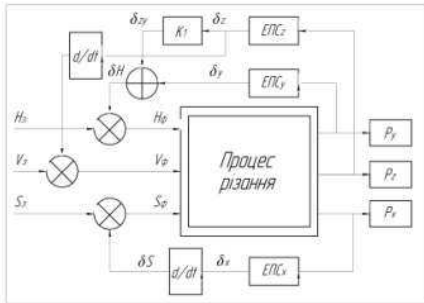 δzy
K1
δz
ЕПСz
d/dt
δH
δy
ЕПСy
Hз
Hф
Vз
Vф
Sз
Sф
Процес
різання
Py
Pz
Px
δS
d/dt
δx
ЕПСx